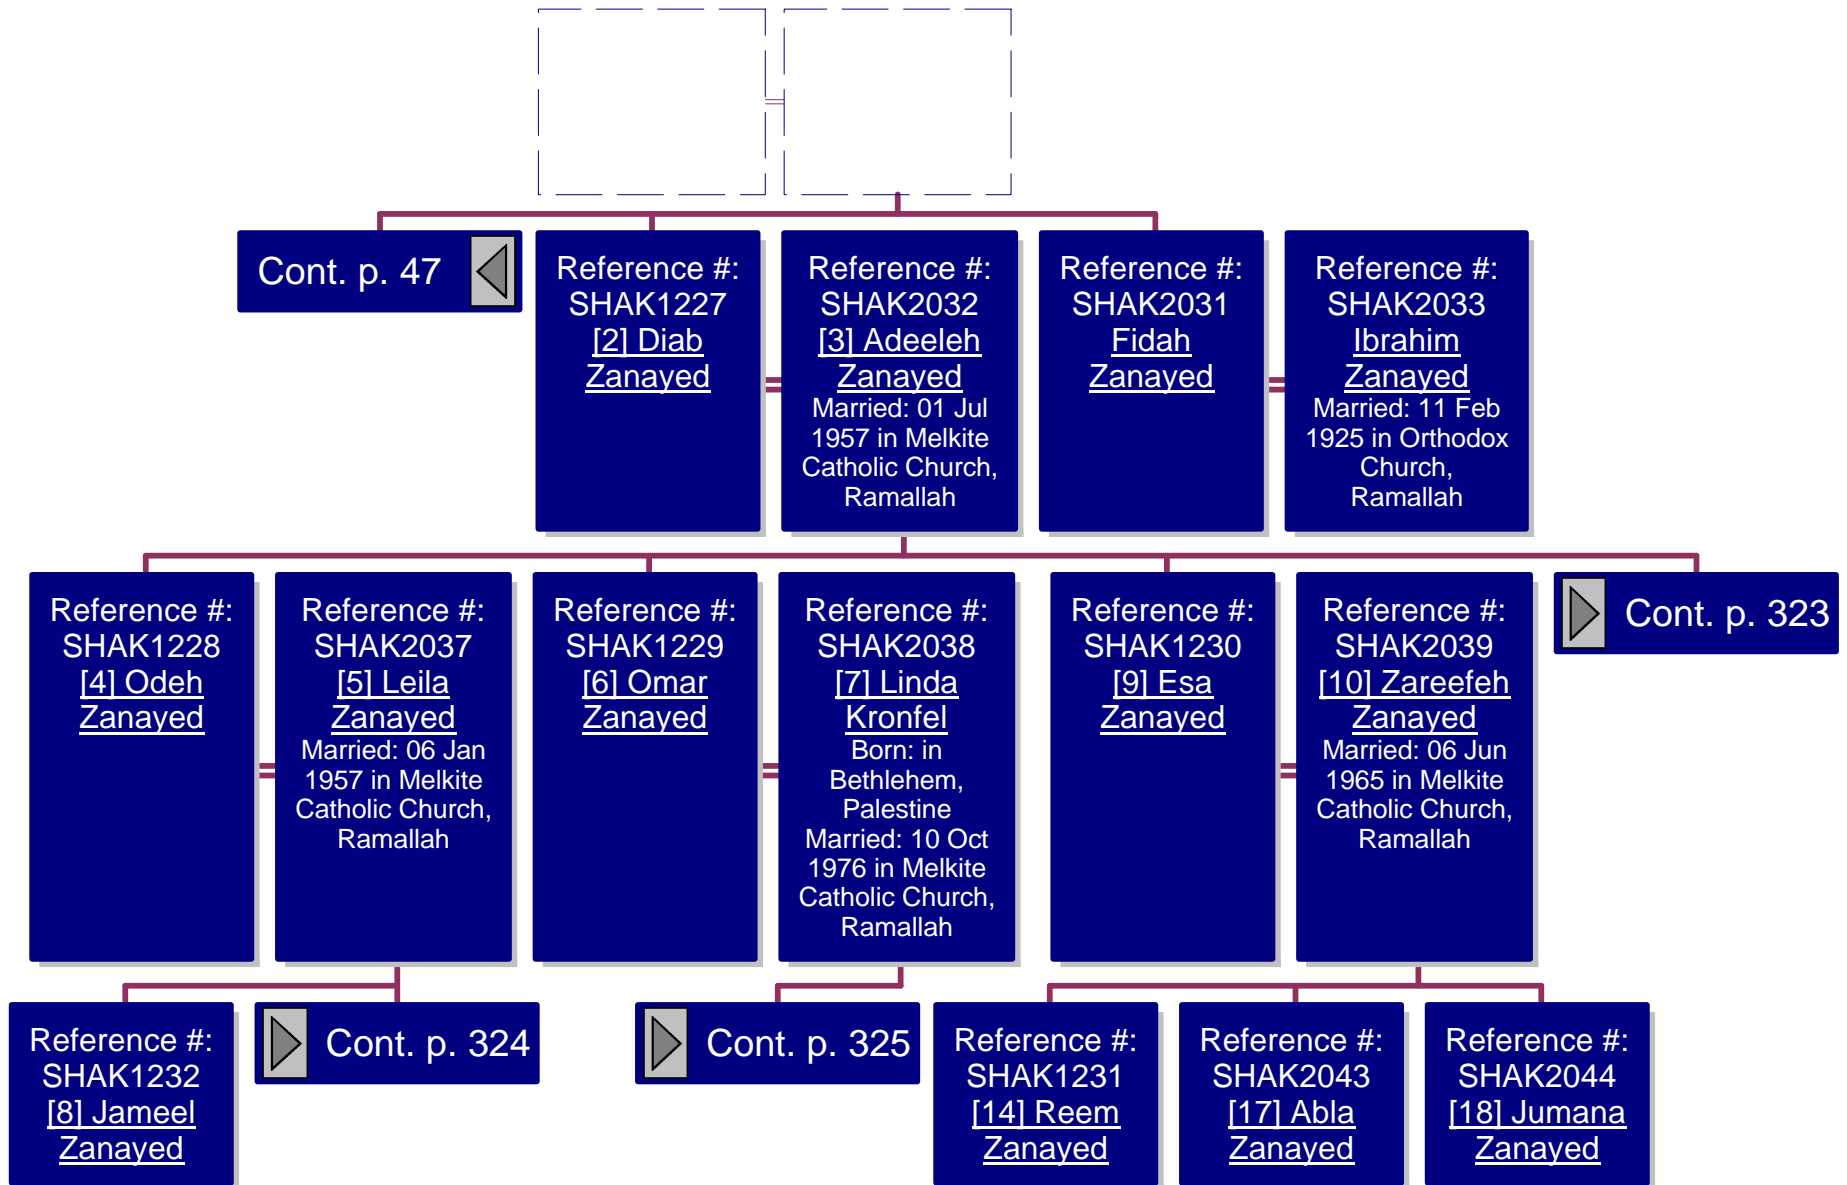 Cont. p. 47
Reference #:
SHAK1227
[2] Diab
Zanayed
Reference #:
SHAK2032
[3] Adeeleh
Zanayed
Married: 01 Jul
1957 in Melkite
Catholic Church,
Ramallah
Reference #:
SHAK2031
Fidah
Zanayed
Reference #:
SHAK2033
Ibrahim
Zanayed
Married: 11 Feb
1925 in Orthodox
Church,
Ramallah
Reference #:
SHAK1228
[4] Odeh
Zanayed
Reference #:
SHAK2037
[5] Leila
Zanayed
Married: 06 Jan
1957 in Melkite
Catholic Church,
Ramallah
Reference #:
SHAK1229
[6] Omar
Zanayed
Reference #:
SHAK2038
[7] Linda
Kronfel
Born: in
Bethlehem,
Palestine
Married: 10 Oct
1976 in Melkite
Catholic Church,
Ramallah
Reference #:
SHAK1230
[9] Esa
Zanayed
Reference #:
SHAK2039
[10] Zareefeh
Zanayed
Married: 06 Jun
1965 in Melkite
Catholic Church,
Ramallah
Cont. p. 323
Reference #:
SHAK1232
[8] Jameel
Zanayed
Cont. p. 324
Cont. p. 325
Reference #:
SHAK1231
[14] Reem
Zanayed
Reference #:
SHAK2043
[17] Abla
Zanayed
Reference #:
SHAK2044
[18] Jumana
Zanayed